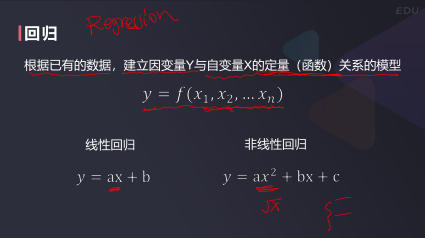 EDU
Regression
回归
根据已有的数据，建立因变量Y与自变量X的定量（函数）关系的模型
y = f(x₁, x₂, … xₙ)
线性回归 非线性回归
y = ax + b y = ax² + bx + c
√x